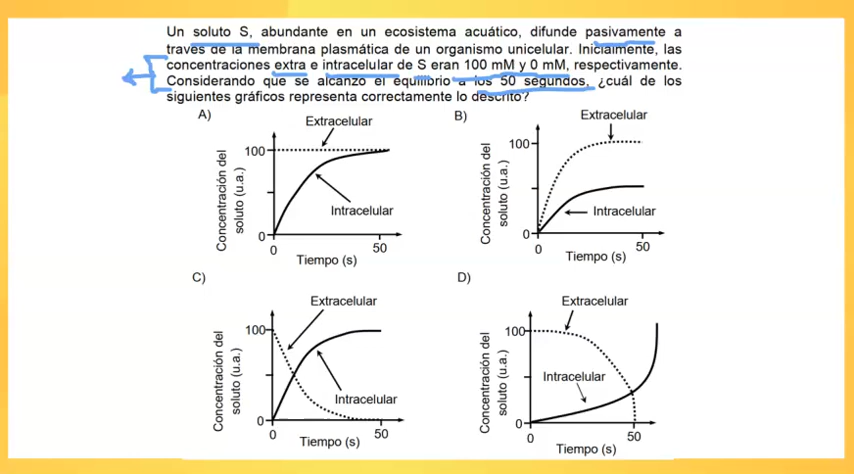 Un soluto S, abundante en un ecosistema acuático, difunde pasivamente a
través de la membrana plasmática de un organismo unicelular. Inicialmente, las
concentraciones extra e intracelular de S eran 100 mM y 0 mM, respectivamente.
Considerando que se alcanzó el equilibrio a los 50 segundos, ¿cuál de los
siguientes gráficos representa correctamente lo descrito?
A)
Extracelular
100
Concentración del
soluto (u.a.)
Intracelular
0
0
50
Tiempo (s)
B)
Extracelular
100
Concentración del
soluto (u.a.)
Intracelular
0
0
50
Tiempo (s)
C)
Extracelular
100
Concentración del
soluto (u.a.)
Intracelular
0
0
50
Tiempo (s)
D)
Extracelular
100
Concentración del
soluto (u.a.)
Intracelular
0
0
50
Tiempo (s)